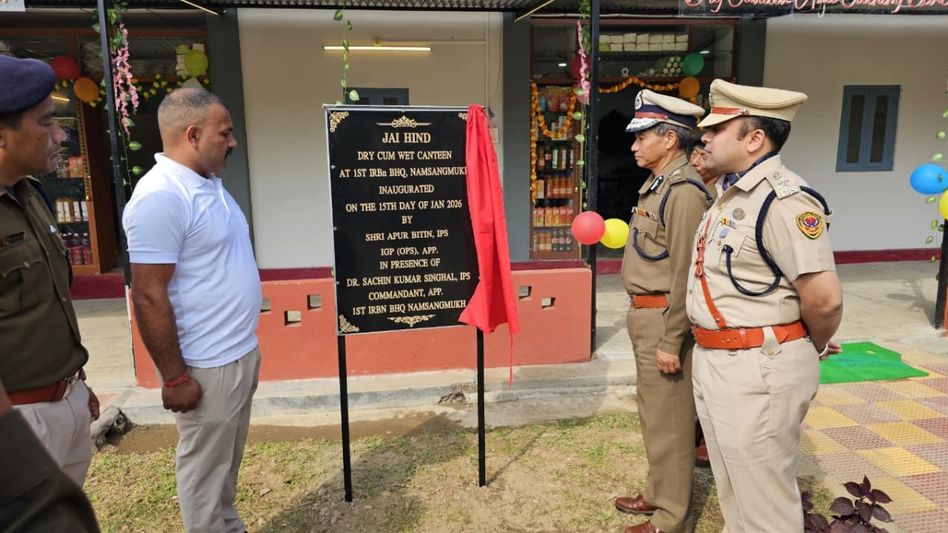 JAI HIND
DRY CUM WET CANTEEN
AT 1ST IRBn BHQ, NAMSANGMUKH
INAUGURATED
ON THE 15TH DAY OF JAN 2026
BY
SHRI APUR BITIN, IPS
IGP (OPS), APP.
IN PRESENCE OF
DR. SACHIN KUMAR SINGHAL, IPS
COMMANDANT, APP.
1ST IRBN BHQ NAMSANGMUKH